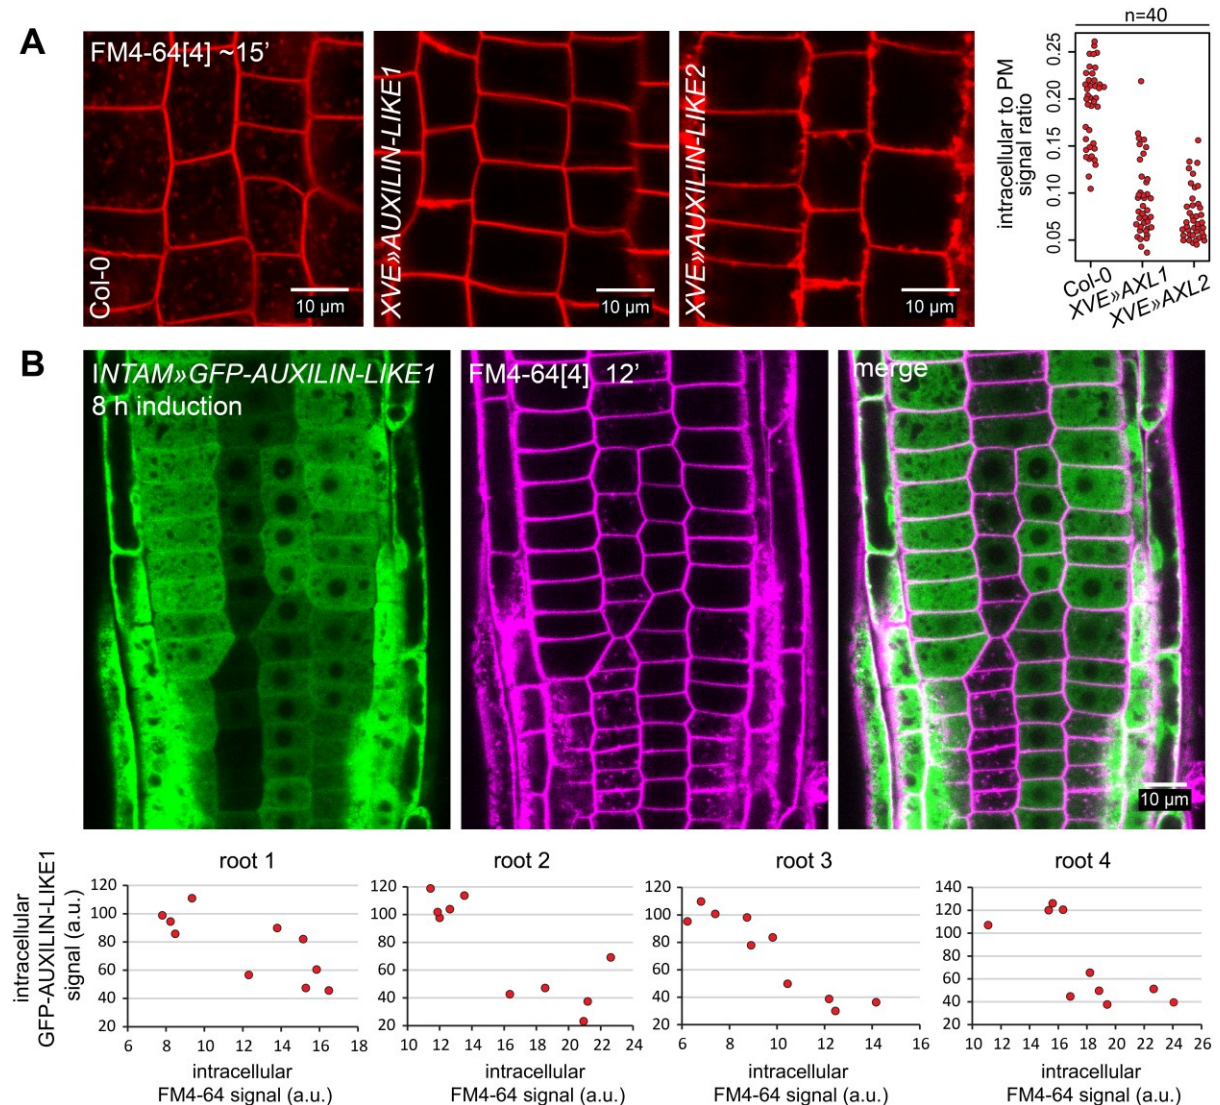 A
FM4-64[4] ~15’
Col-0
XVE»AUXILIN-LIKE1
XVE»AUXILIN-LIKE2
10 µm
10 µm
10 µm
n=40
intracellular to PM
signal ratio
0.25
0.20
0.15
0.10
0.05
Col-0
XVE»AXL1
XVE»AXL2
B
INTAM»GFP-AUXILIN-LIKE1
8 h induction
FM4-64[4] 12’
merge
10 µm
intracellular
GFP-AUXILIN-LIKE1
signal (a.u.)
root 1
120
100
80
60
40
20
6 8 10 12 14 16 18
intracellular
FM4-64 signal (a.u.)
root 2
120
100
80
60
40
20
10 12 14 16 18 20 22 24
intracellular
FM4-64 signal (a.u.)
root 3
120
100
80
60
40
20
6 8 10 12 14 16
intracellular
FM4-64 signal (a.u.)
root 4
140
120
100
80
60
40
20
10 12 14 16 18 20 22 24 26
intracellular
FM4-64 signal (a.u.)